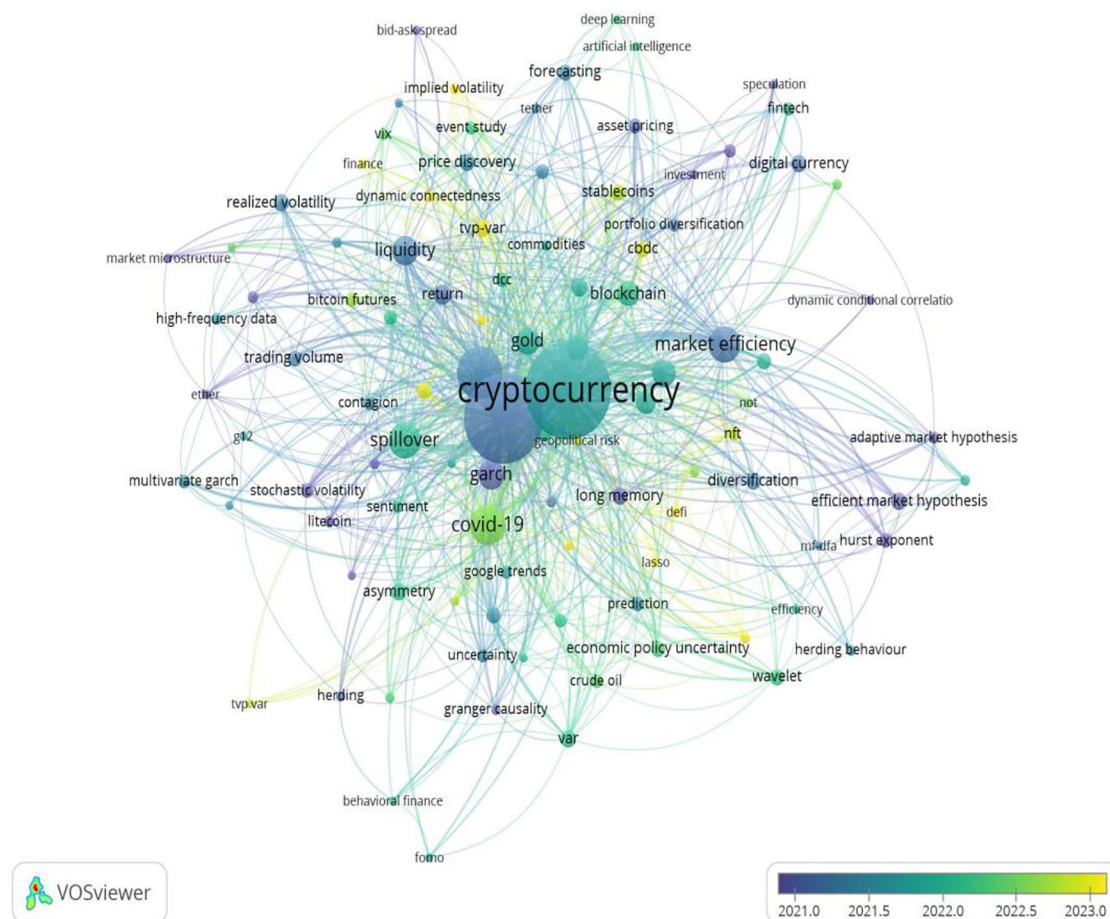 deep learning
bid-ask spread
artificial intelligence
forecasting
speculation
implied volatility
tether
fintech
asset pricing
event study
vix
price discovery
finance
digital currency
investment
stablecoins
dynamic connectedness
realized volatility
portfolio diversification
tvp-var
commodities
cbdc
liquidity
market microstructure
dcc
blockchain
return
bitcoin futures
dynamic conditional correlatio
high-frequency data
gold
market efficiency
trading volume
cryptocurrency
ether
contagion
not
nft
g12
spillover
geopolitical risk
adaptive market hypothesis
garch
multivariate garch
diversification
stochastic volatility
long memory
efficient market hypothesis
sentiment
defi
litecoin
covid-19
hurst exponent
mf-dfa
lasso
google trends
asymmetry
prediction
efficiency
economic policy uncertainty
herding behaviour
uncertainty
wavelet
crude oil
herding
tvp var
granger causality
var
behavioral finance
fomo
VOSviewer
2021.0 2021.5 2022.0 2022.5 2023.0